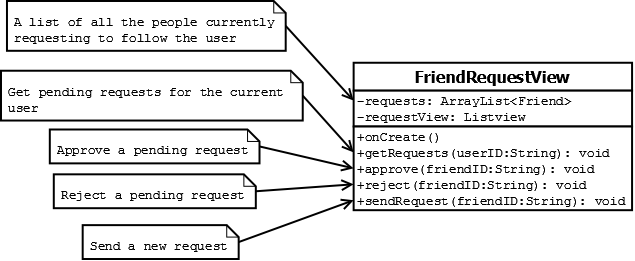 A list of all the people currently
requesting to follow the user
Get pending requests for the current
user
Approve a pending request
Reject a pending request
Send a new request
FriendRequestView
-requests: ArrayList<Friend>
-requestView: Listview
+onCreate()
+getRequests(userID:String): void
+approve(friendID:String): void
+reject(friendID:String): void
+sendRequest(friendID:String): void